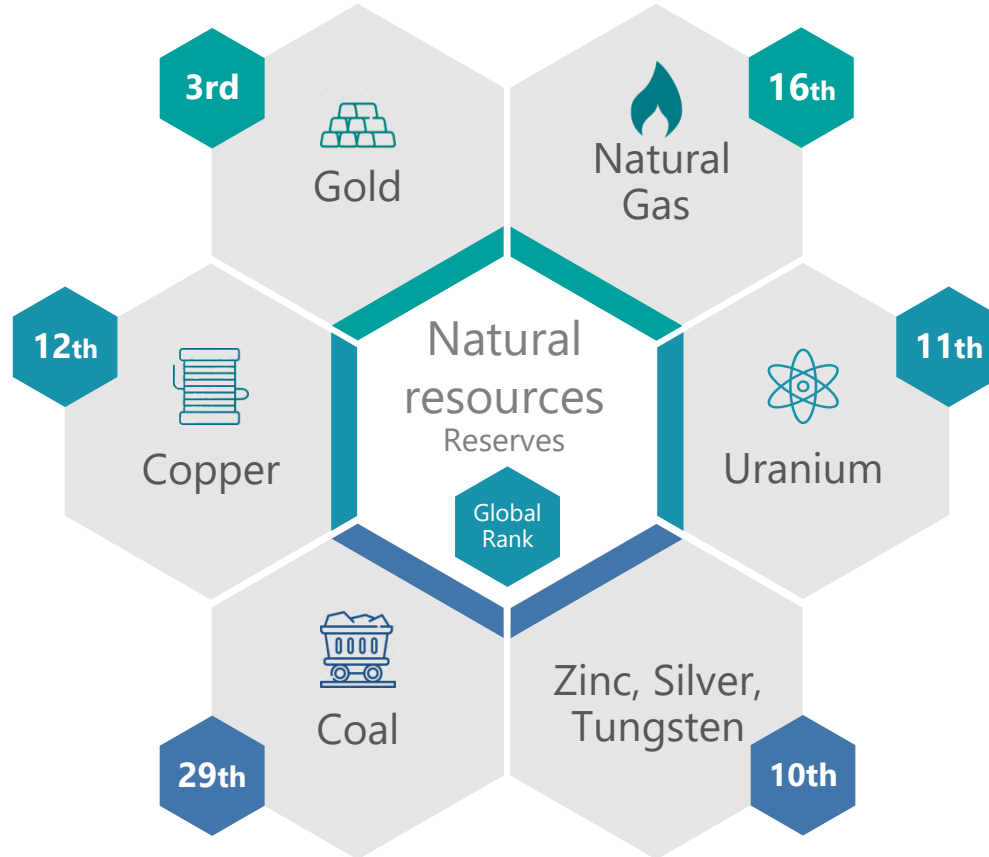 3rd
Gold
16th
Natural
Gas
12th
Copper
Natural
resources
Reserves
Global
Rank
11th
Uranium
29th
Coal
Zinc, Silver,
Tungsten
10th